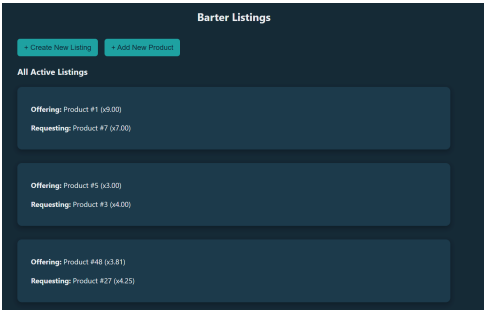 Barter Listings
+ Create New Listing + Add New Product
All Active Listings
Offering: Product #1 (x9.00)
Requesting: Product #7 (x7.00)
Offering: Product #5 (x3.00)
Requesting: Product #3 (x4.00)
Offering: Product #48 (x3.81)
Requesting: Product #27 (x4.25)